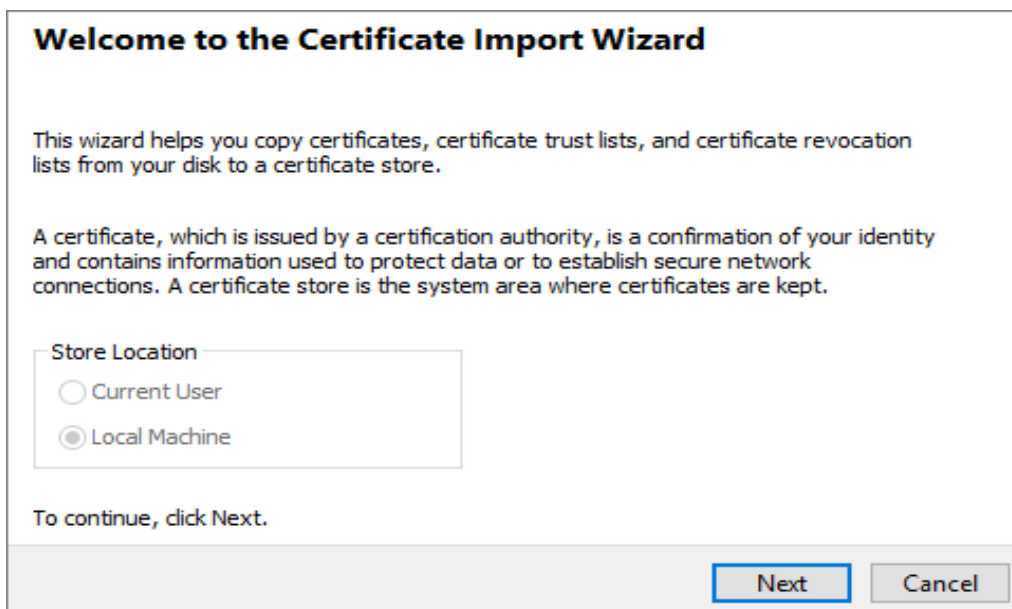 Welcome to the Certificate Import Wizard
This wizard helps you copy certificates, certificate trust lists, and certificate revocation
lists from your disk to a certificate store.
A certificate, which is issued by a certification authority, is a confirmation of your identity
and contains information used to protect data or to establish secure network
connections. A certificate store is the system area where certificates are kept.
Store Location
Current User
Local Machine
To continue, click Next.
Next Cancel